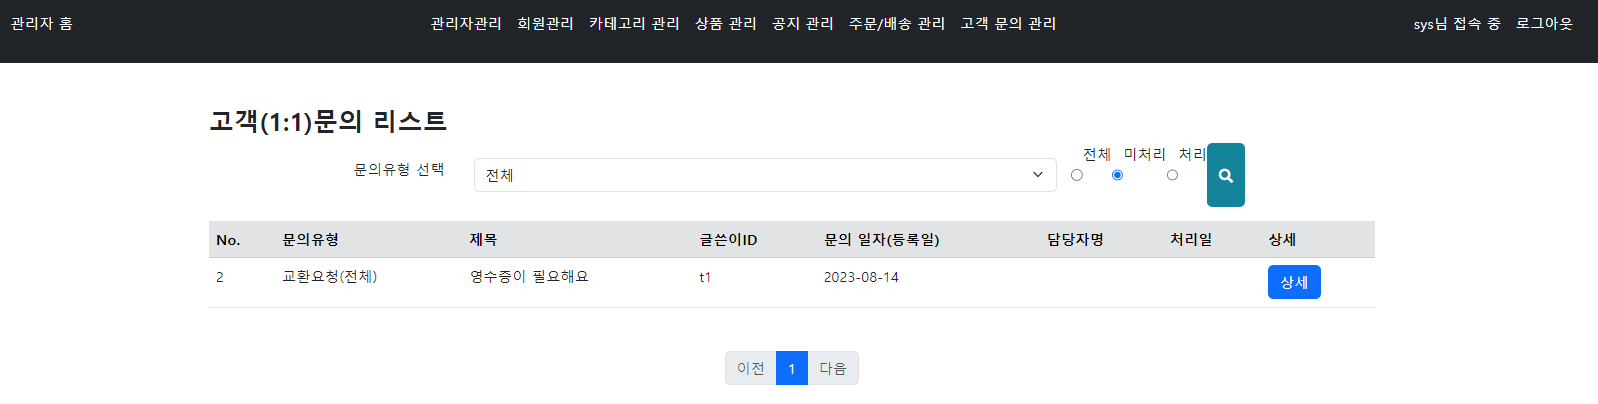 관리자 홈 관리자관리 회원관리 카테고리 관리 상품 관리 공지 관리 주문/배송 관리 고객 문의 관리 sys님 접속 중 로그아웃
고객(1:1)문의 리스트
문의유형 선택 전체 전체 미처리 처리
No. 문의유형 제목 글쓴이ID 문의 일자(등록일) 담당자명 처리일 상세
2 교환요청(전체) 영수증이 필요해요 t1 2023-08-14 상세
이전 1 다음